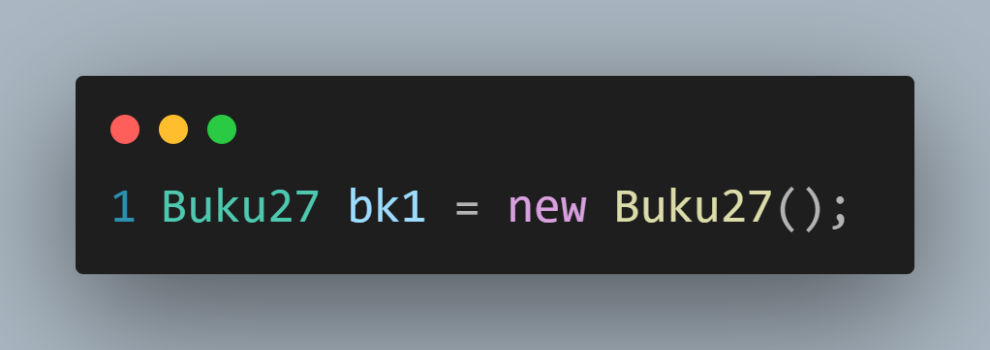 1 Buku27 bk1 = new Buku27();